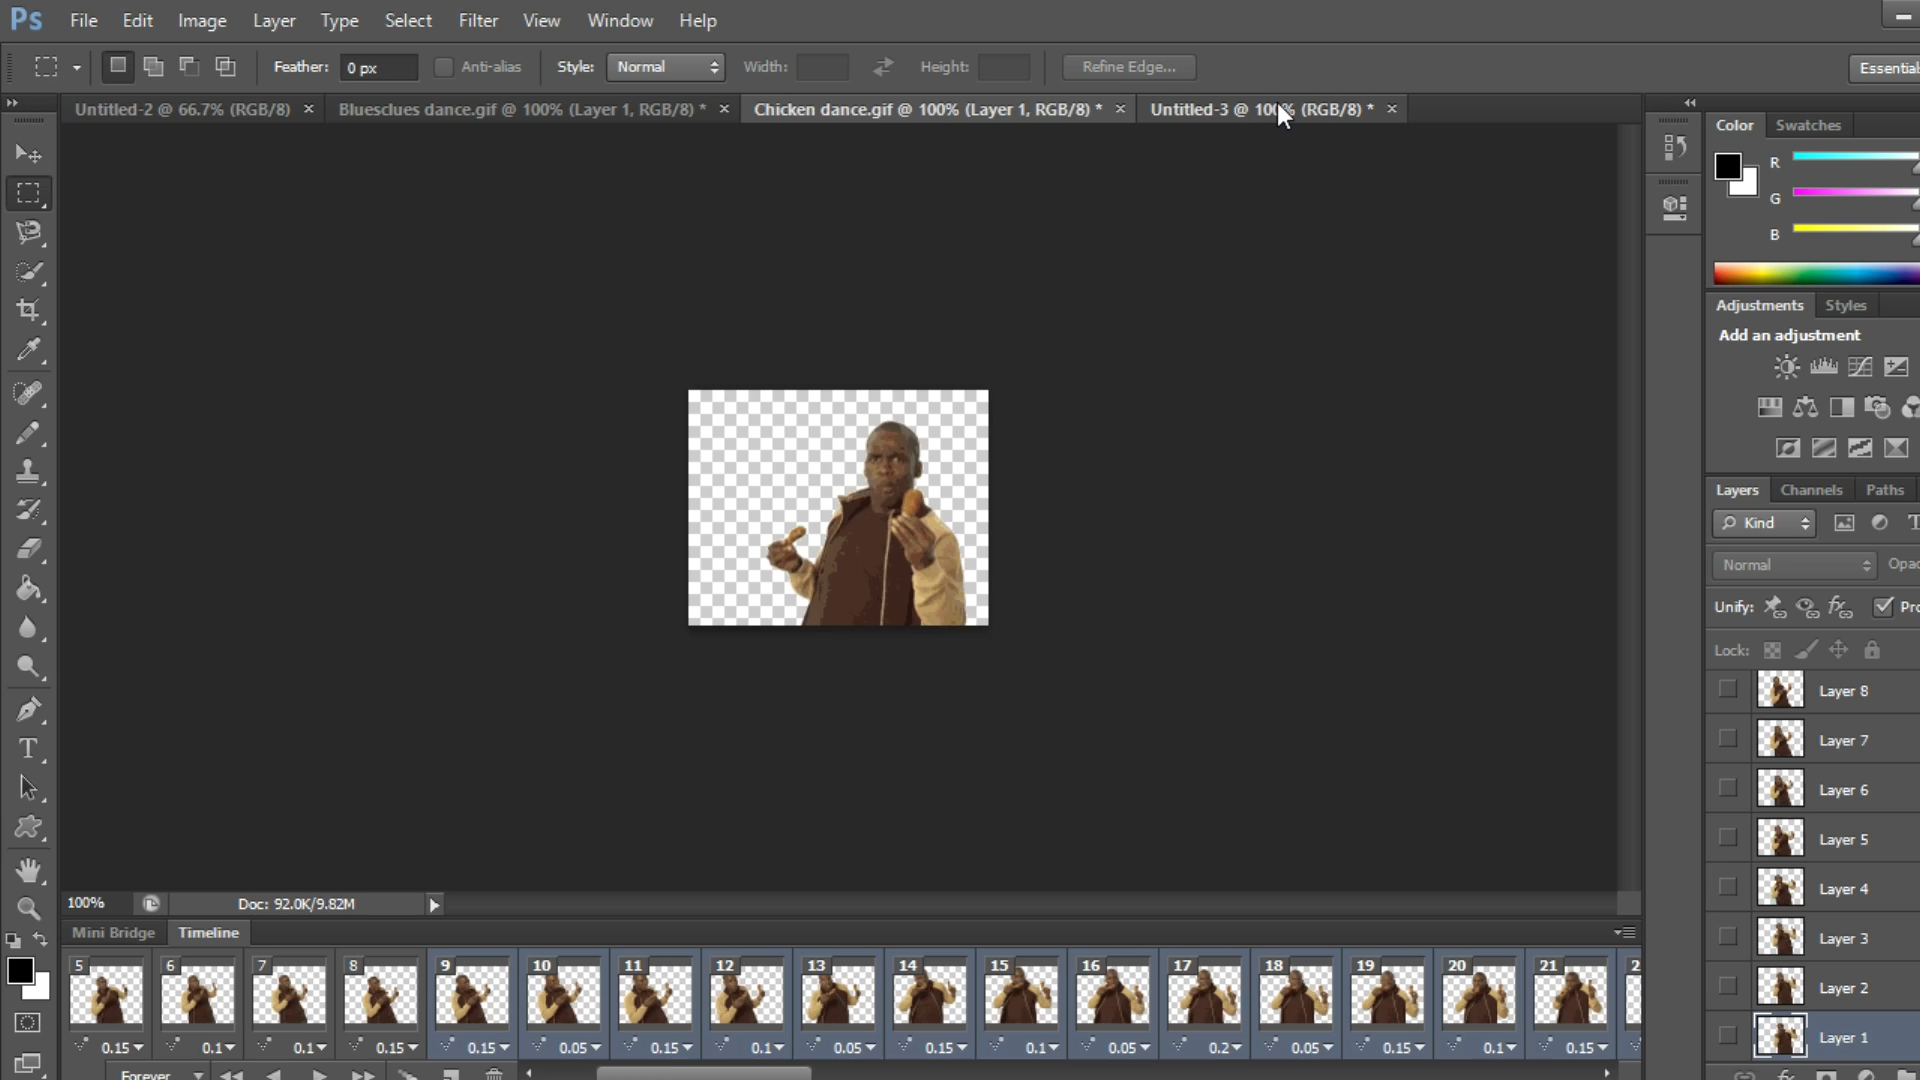 Ps File Edit Image Layer Type Select Filter View Window Help
Feather: 0 px Anti-alias Style: Normal Width: Height: Refine Edge... Essential
Untitled-2 @ 66.7% (RGB/8) × Bluesclues dance.gif @ 100% (Layer 1, RGB/8) * × Chicken dance.gif @ 100% (Layer 1, RGB/8) * × Untitled-3 @ 100% (RGB/8) * ×
Color Swatches
R
G
B
Adjustments Styles
Add an adjustment
Layers Channels Paths
Kind
Normal Opac
Unify: Pro
Lock:
Layer 8
Layer 7
Layer 6
Layer 5
Layer 4
Layer 3
Layer 2
Layer 1
100% Doc: 92.0K/9.82M
Mini Bridge Timeline
5 6 7 8 9 10 11 12 13 14 15 16 17 18 19 20 21 2
0.15 0.1 0.1 0.15 0.15 0.05 0.15 0.1 0.05 0.15 0.1 0.05 0.2 0.05 0.15 0.1 0.15
Forever